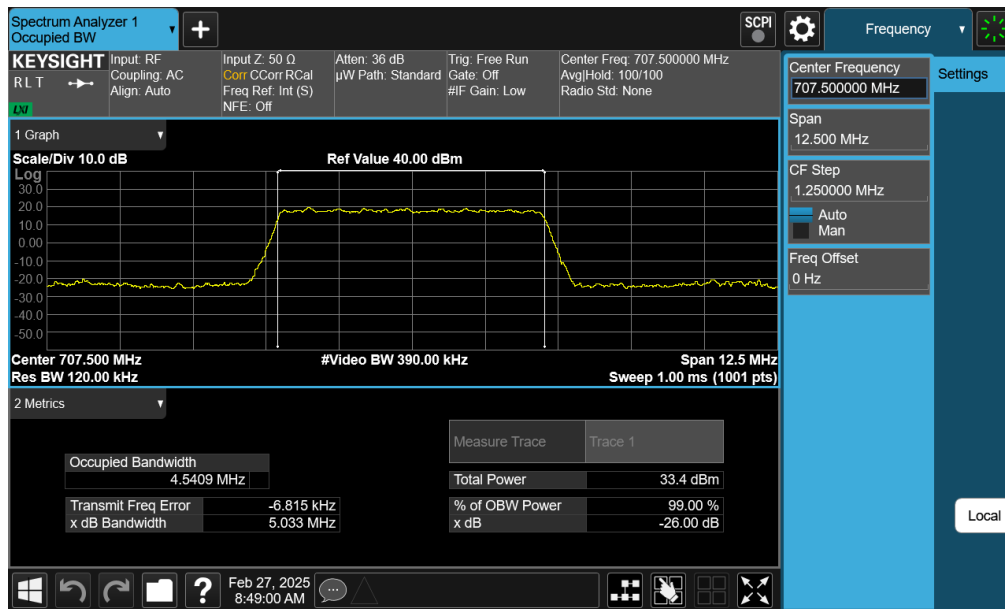 Spectrum Analyzer 1
Occupied BW
+
SCPI
Frequency
KEYSIGHT
RLT
LXI
Input: RF
Coupling: AC
Align: Auto
Input Z: 50 Ω
Corr CCorr RCal
Freq Ref: Int (S)
NFE: Off
Atten: 36 dB
µW Path: Standard
Trig: Free Run
Gate: Off
#IF Gain: Low
Center Freq: 707.500000 MHz
Avg|Hold: 100/100
Radio Std: None
Center Frequency
707.500000 MHz
Settings
Span
12.500 MHz
CF Step
1.250000 MHz
Auto
Man
Freq Offset
0 Hz
Local
1 Graph
Scale/Div 10.0 dB
Ref Value 40.00 dBm
Log
30.0
20.0
10.0
0.00
-10.0
-20.0
-30.0
-40.0
-50.0
Center 707.500 MHz
#Video BW 390.00 kHz
Span 12.5 MHz
Res BW 120.00 kHz
Sweep 1.00 ms (1001 pts)
2 Metrics
Measure Trace
Trace 1
Occupied Bandwidth
4.5409 MHz
Total Power
33.4 dBm
Transmit Freq Error
-6.815 kHz
% of OBW Power
99.00 %
x dB Bandwidth
5.033 MHz
x dB
-26.00 dB
?
Feb 27, 2025
8:49:00 AM